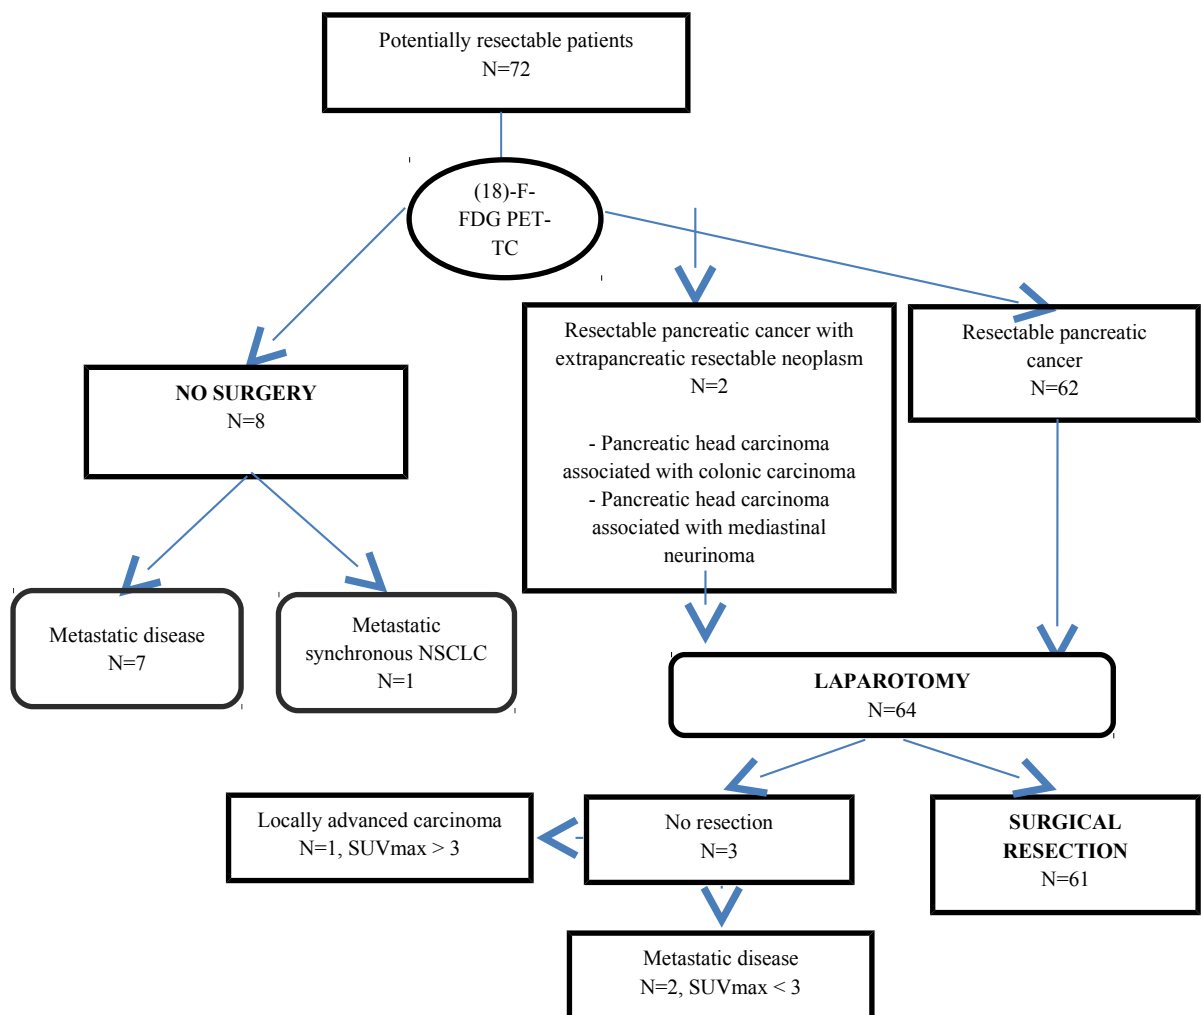 Potentially resectable patients
N=72
(18)-F-
FDG PET-
TC
NO SURGERY
N=8
Resectable pancreatic cancer with
extrapancreatic resectable neoplasm
N=2
- Pancreatic head carcinoma
associated with colonic carcinoma
- Pancreatic head carcinoma
associated with mediastinal
neurinoma
Resectable pancreatic
cancer
N=62
Metastatic disease
N=7
Metastatic
synchronous NSCLC
N=1
LAPAROTOMY
N=64
Locally advanced carcinoma
N=1, SUVmax > 3
No resection
N=3
SURGICAL
RESECTION
N=61
Metastatic disease
N=2, SUVmax < 3